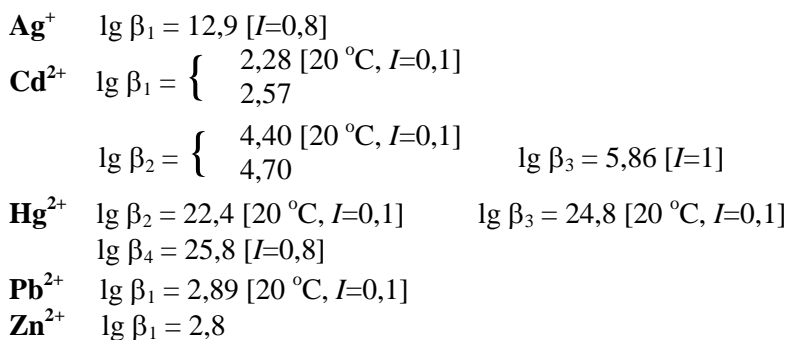 Ag⁺ lg β₁ = 12,9 [I=0,8]
Cd²⁺ lg β₁ = { 2,28 [20 °C, I=0,1]
2,57
lg β₂ = { 4,40 [20 °C, I=0,1]
4,70 lg β₃ = 5,86 [I=1]
Hg²⁺ lg β₂ = 22,4 [20 °C, I=0,1] lg β₃ = 24,8 [20 °C, I=0,1]
lg β₄ = 25,8 [I=0,8]
Pb²⁺ lg β₁ = 2,89 [20 °C, I=0,1]
Zn²⁺ lg β₁ = 2,8